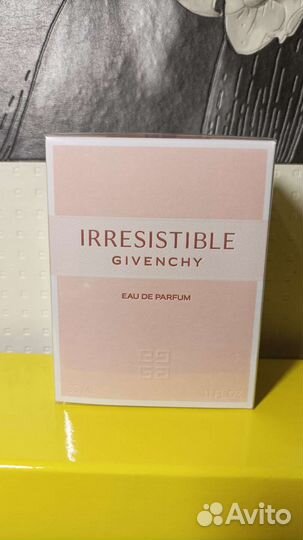 IRRESISTIBLE
GIVENCHY
EAU DE PARFUM
Avito